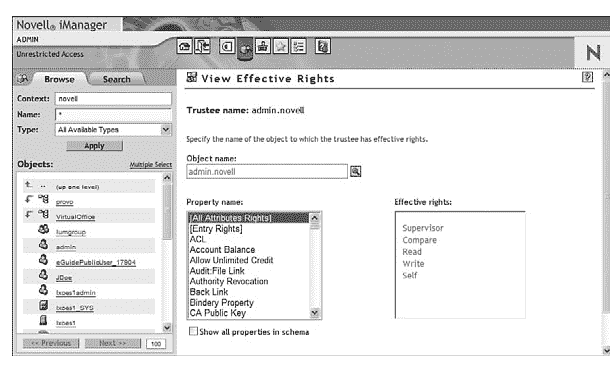 Novell® iManager
ADMIN
Unrestricted Access
N
Browse
Search
Context: novell
Name: *
Type: All Available Types
Apply
Objects:
Multiple Select
.. (up one level)
provo
VirtualOffice
lumgroup
admin
eGuidePublicUser_17804
JDoe
lxoes1admin
lxoes1_SYS
lxoes1
<< Previous
Next >>
100
View Effective Rights
Trustee name: admin.novell
Specify the name of the object to which the trustee has effective rights.
Object name:
admin.novell
Property name:
[All Attributes Rights]
[Entry Rights]
ACL
Account Balance
Allow Unlimited Credit
Audit:File Link
Authority Revocation
Back Link
Bindery Property
CA Public Key
Show all properties in schema
Effective rights:
Supervisor
Compare
Read
Write
Self